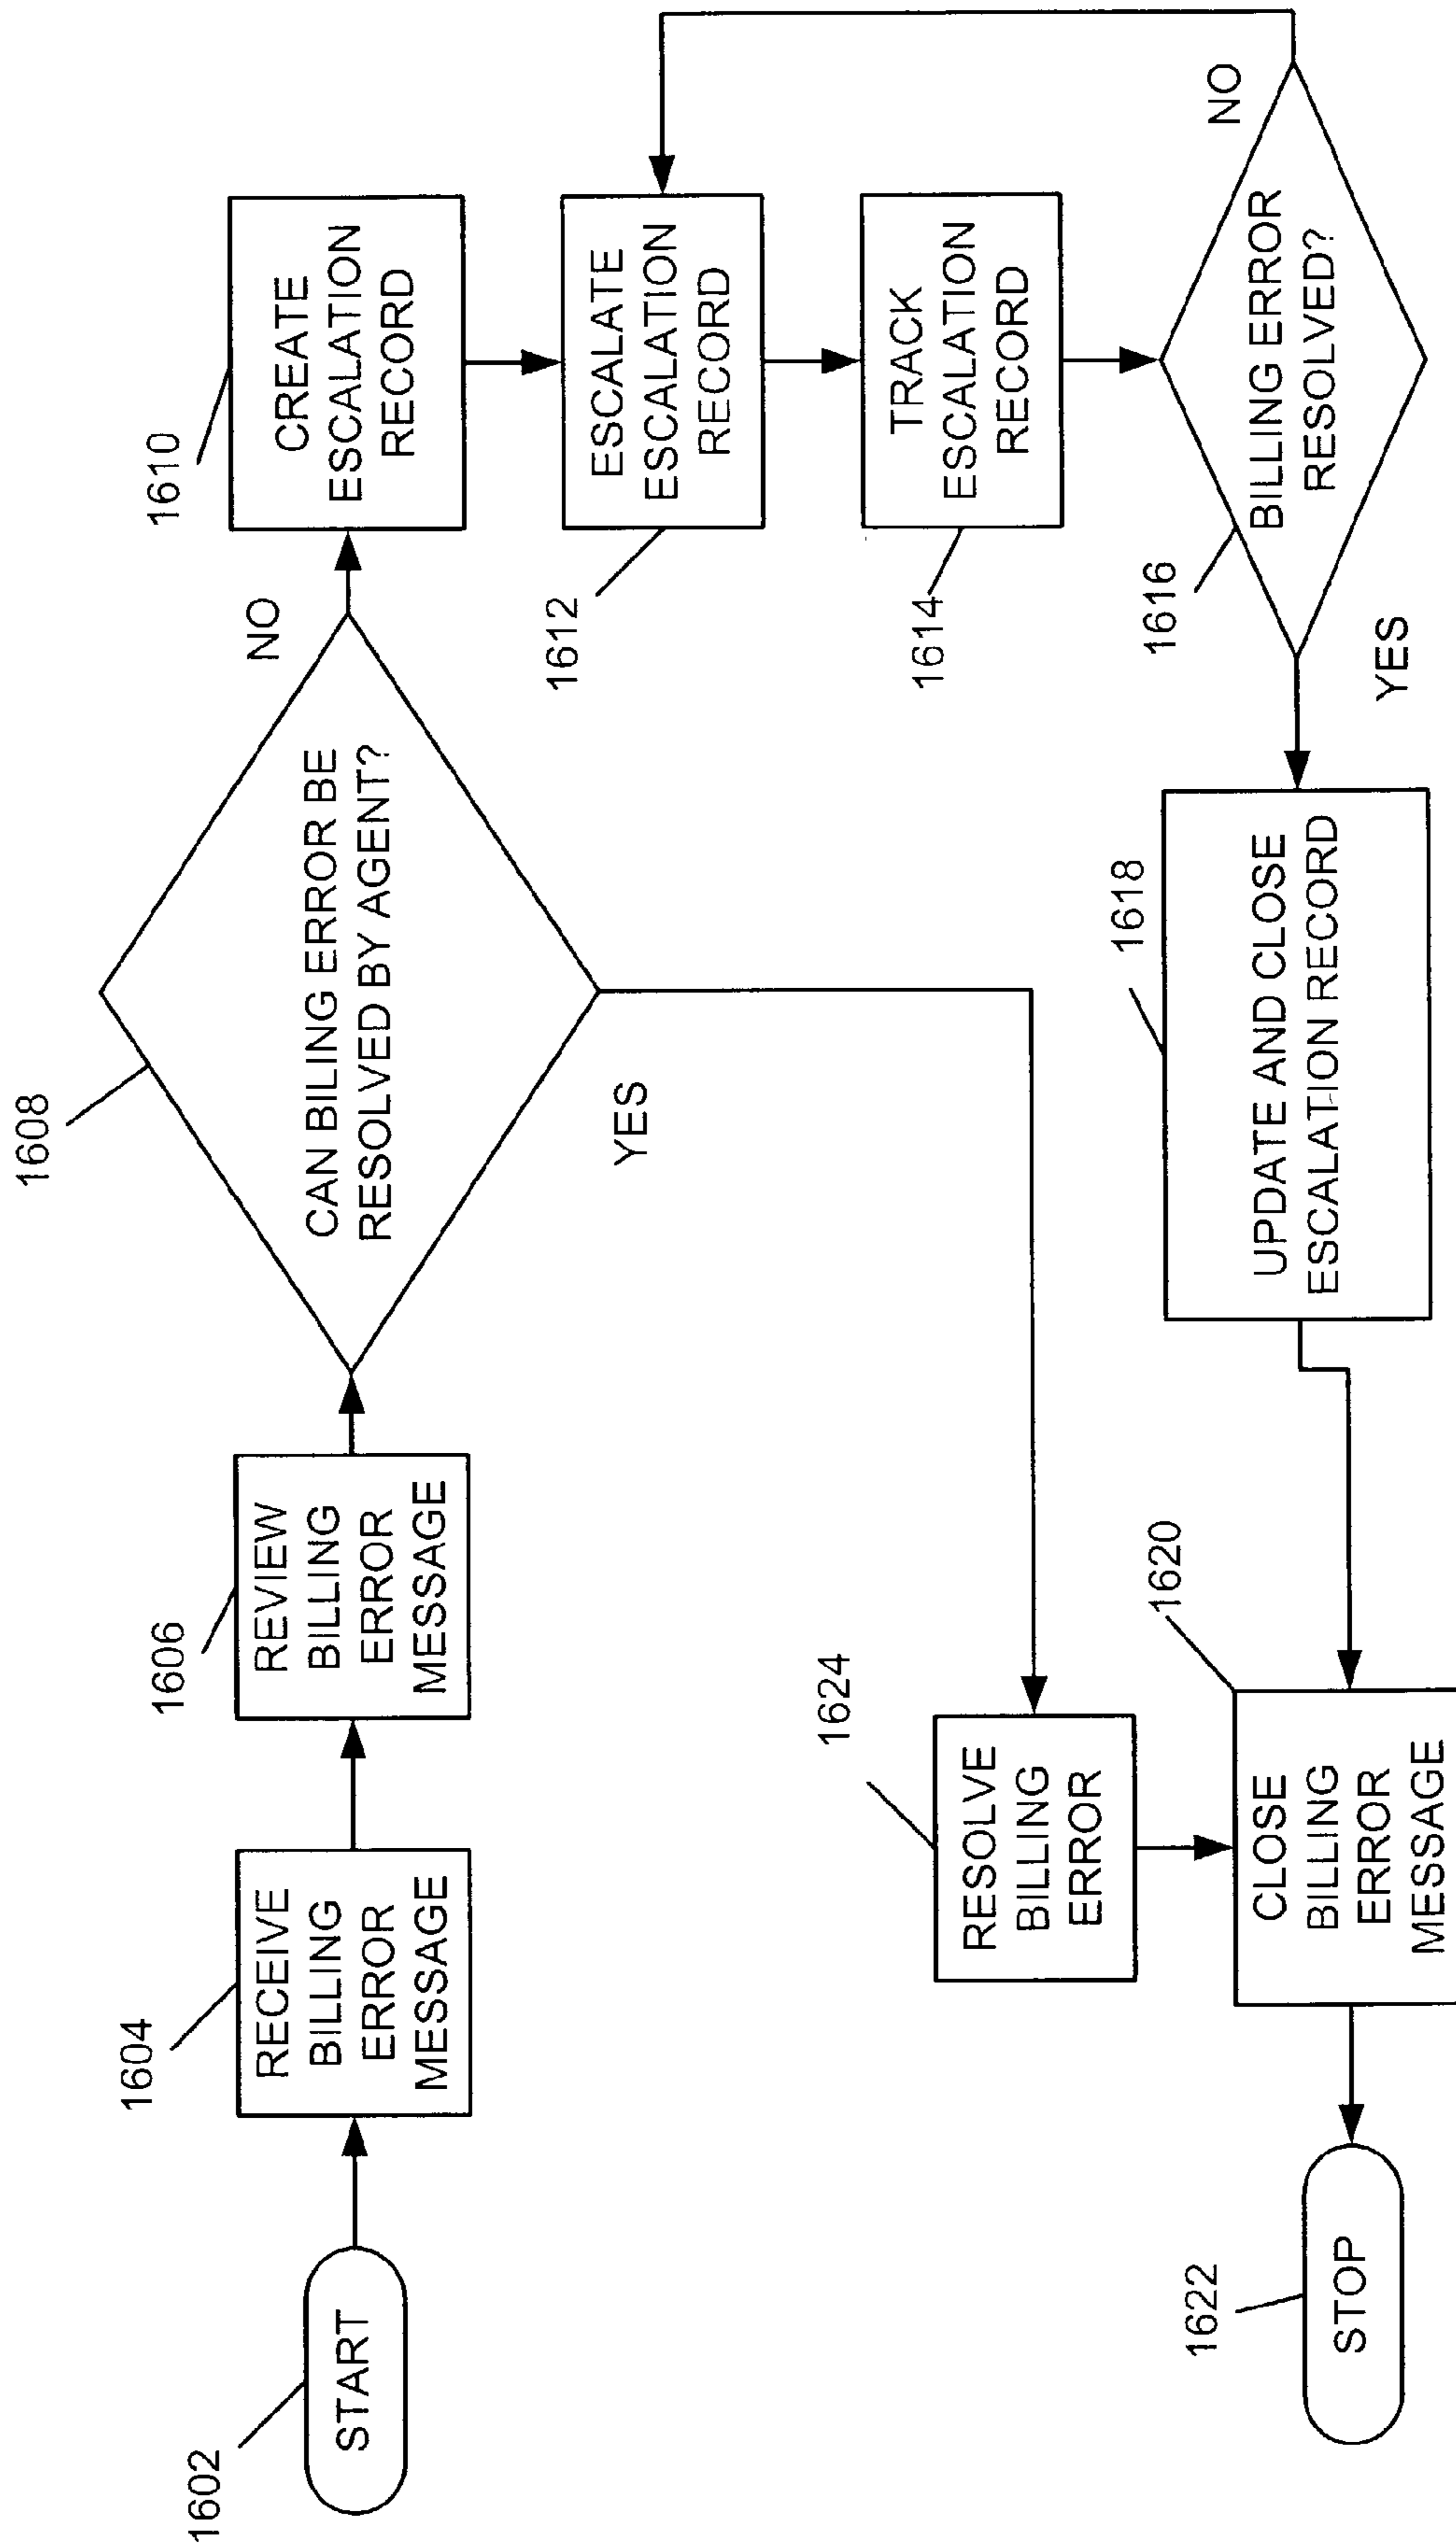 1602
START
1604
RECEIVE
BILLING
ERROR
MESSAGE
1606
REVIEW
BILLING
ERROR
MESSAGE
1608
CAN BILLING ERROR BE
RESOLVED BY AGENT?
NO
YES
1610
CREATE
ESCALATION
RECORD
1612
ESCALATE
ESCALATION
RECORD
1614
TRACK
ESCALATION
RECORD
1616
BILLING ERROR
RESOLVED?
NO
YES
1618
UPDATE AND CLOSE
ESCALATION RECORD
1624
RESOLVE
BILLING
ERROR
1620
CLOSE
BILLING
ERROR
MESSAGE
1622
STOP